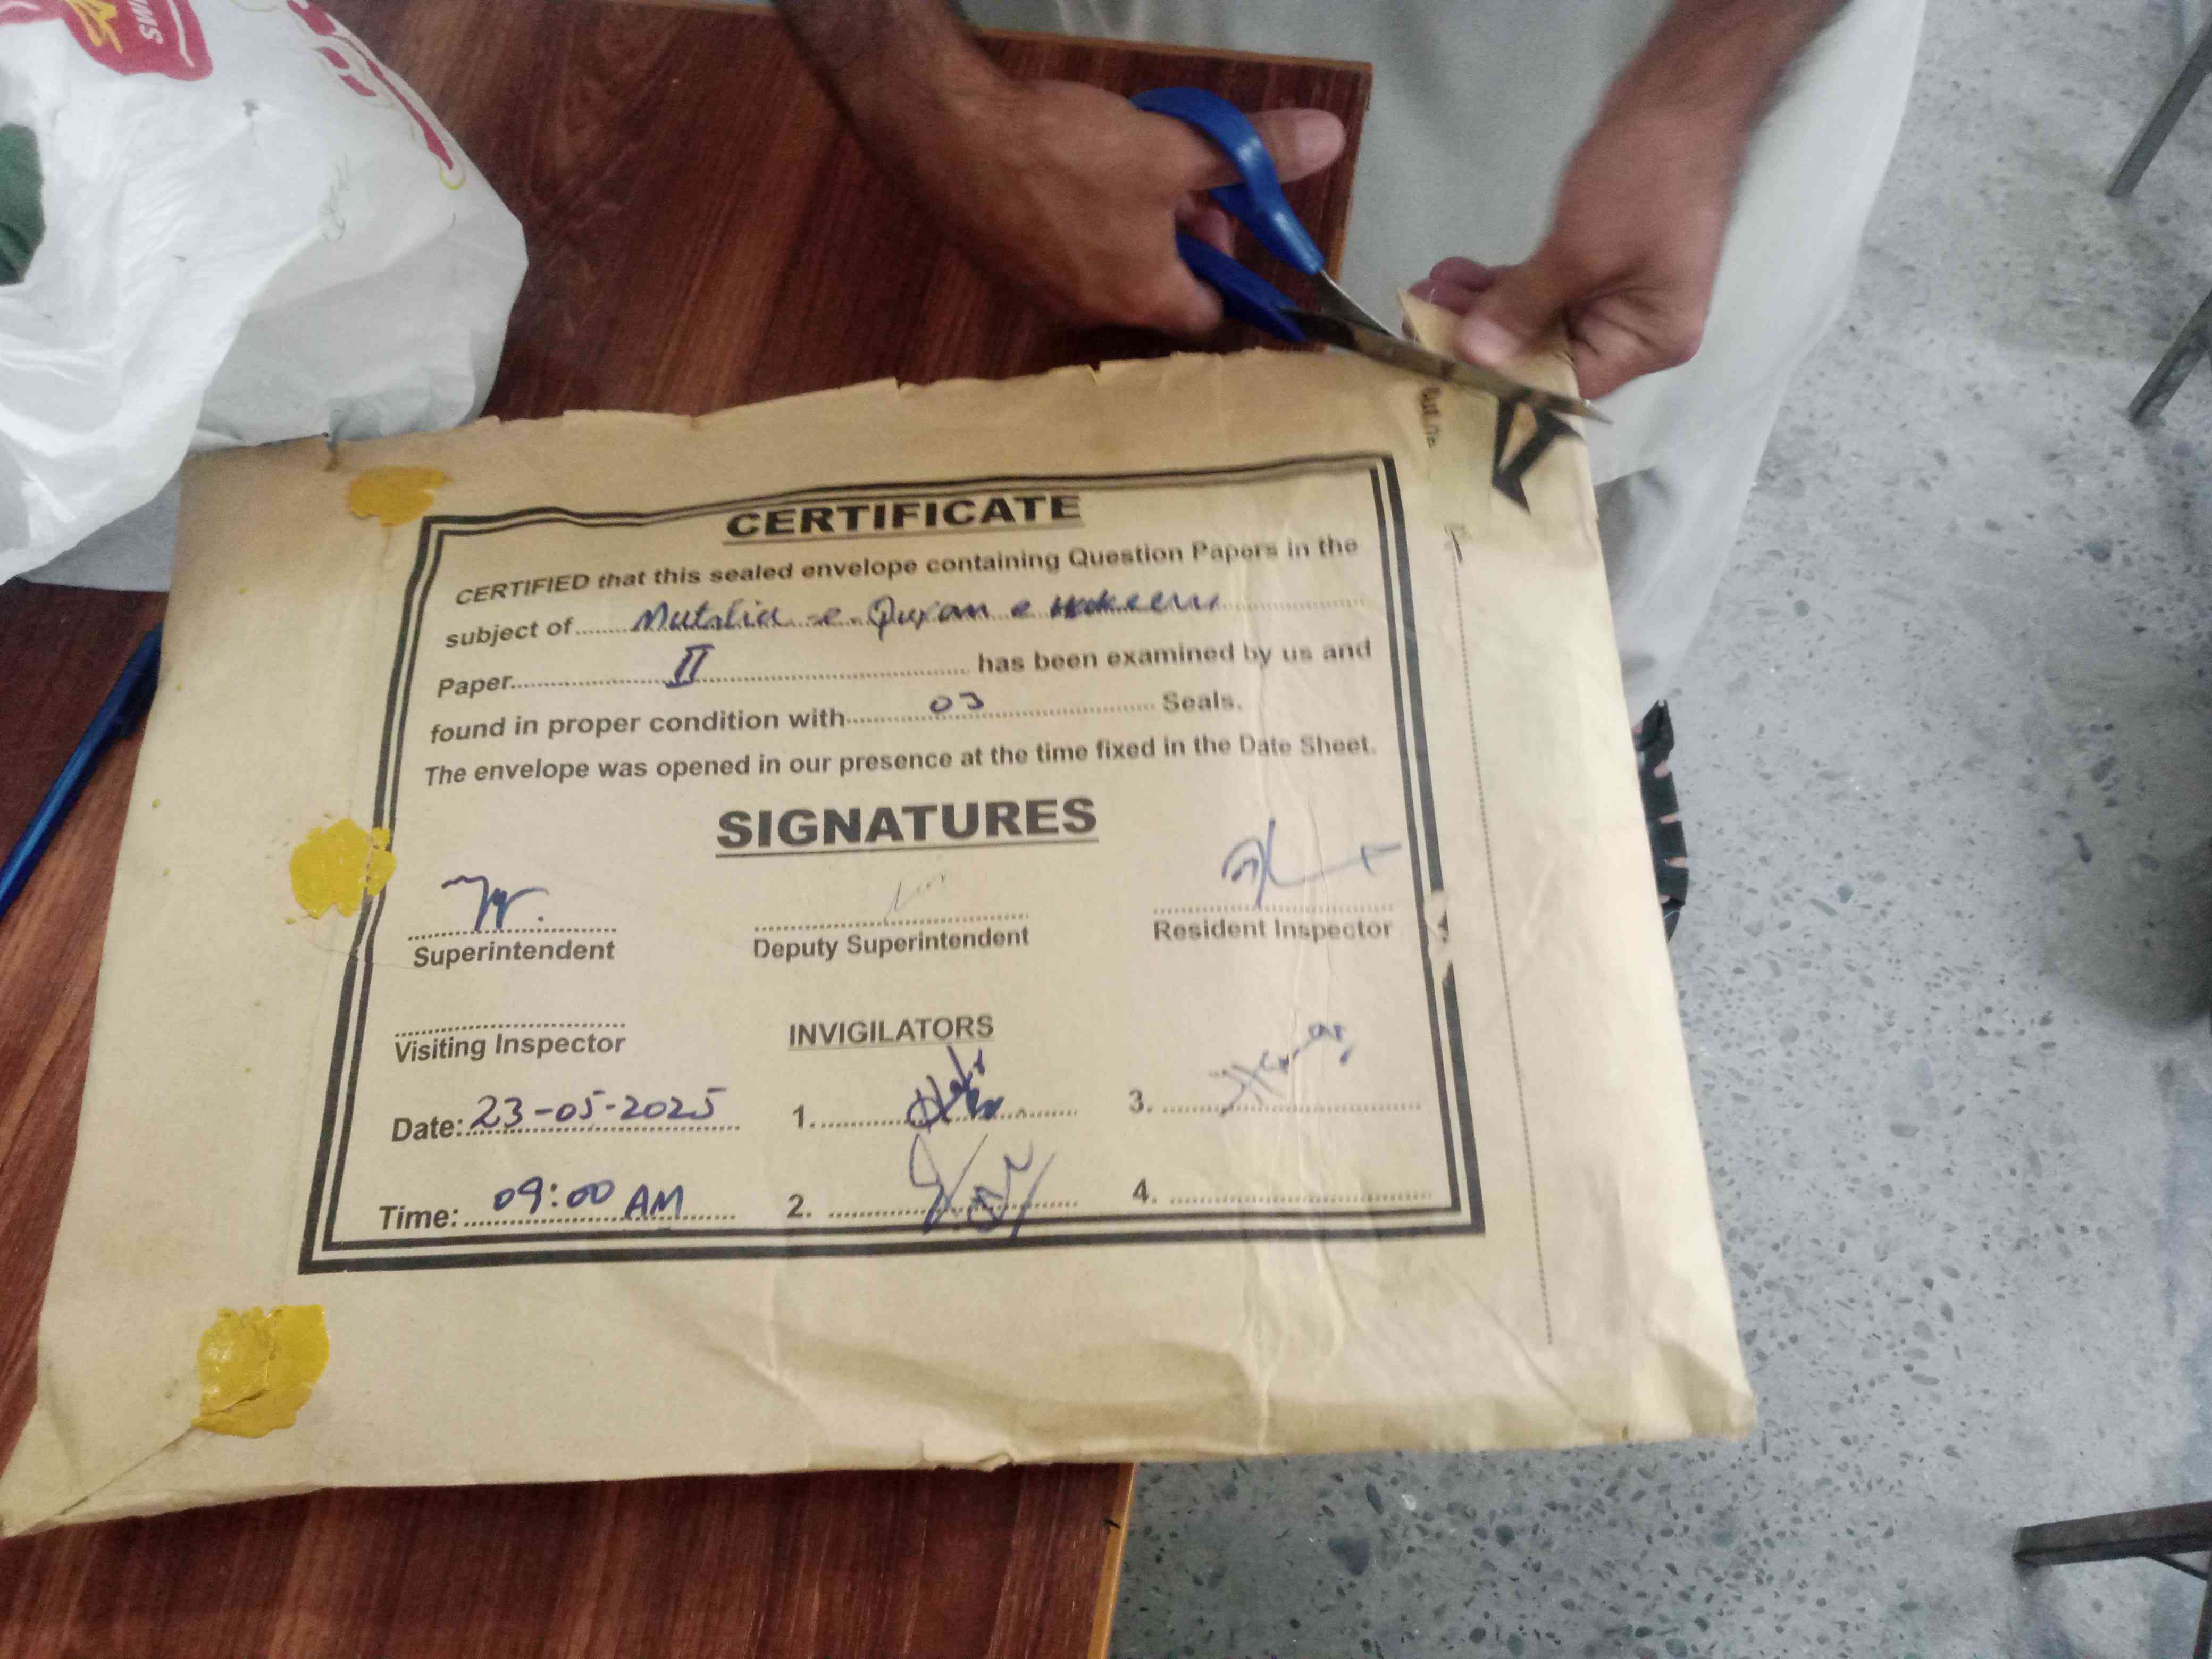 CERTIFICATE
CERTIFIED that this sealed envelope containing Question Papers in the
subject of Mutalia-e-Quran e Hakeem
Paper II has been examined by us and
found in proper condition with 03 Seals.
The envelope was opened in our presence at the time fixed in the Date Sheet.
SIGNATURES
Superintendent
Deputy Superintendent
Resident Inspector
Visiting Inspector
INVIGILATORS
Date: 23-05-2025
1.
3.
Time: 09:00 AM
2.
4.